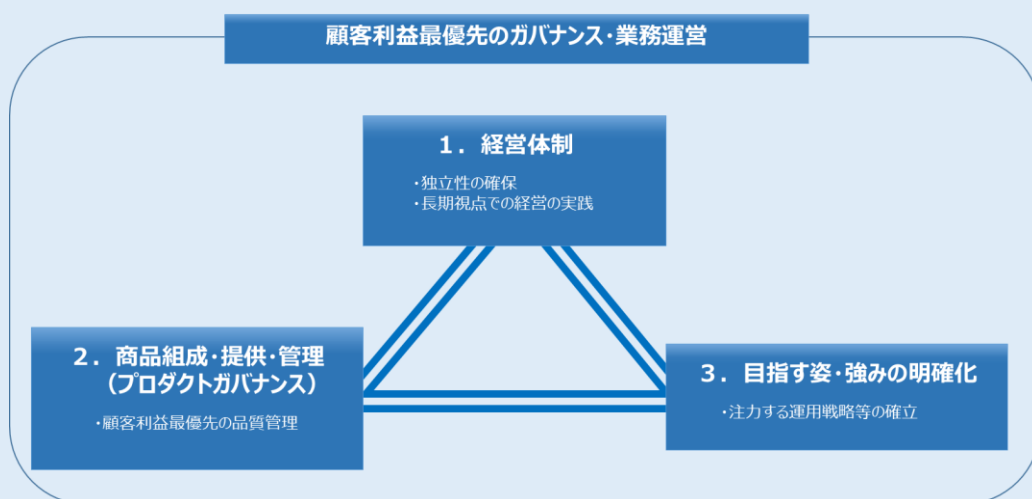 顧客利益最優先のガバナンス・業務運営
１．経営体制
・独立性の確保
・長期視点での経営の実践
２．商品組成・提供・管理
（プロダクトガバナンス）
・顧客利益最優先の品質管理
３．目指す姿・強みの明確化
・注力する運用戦略等の確立